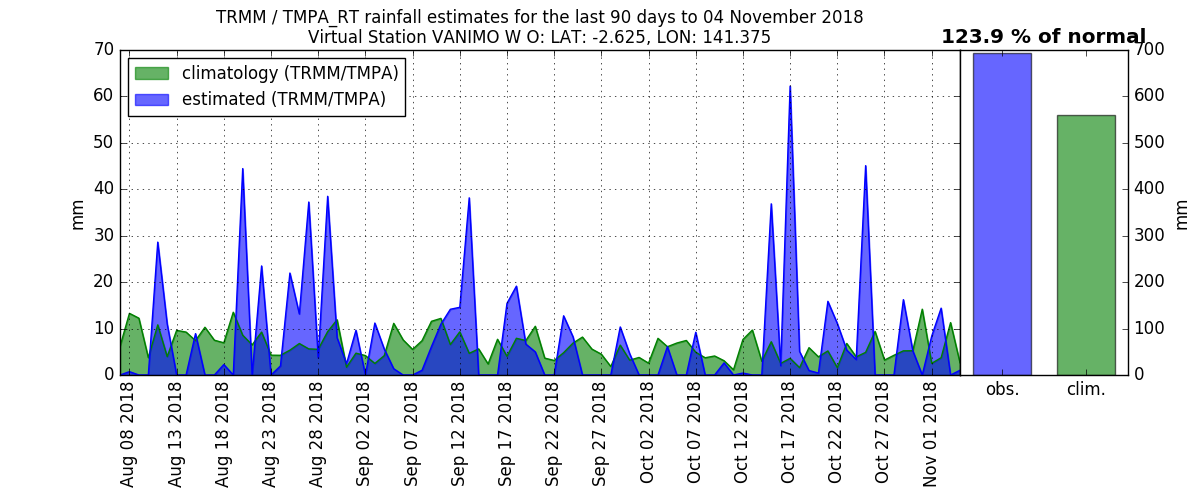 TRMM / TMPA_RT rainfall estimates for the last 90 days to 04 November 2018
Virtual Station VANIMO W O: LAT: -2.625, LON: 141.375
123.9 % of normal
climatology (TRMM/TMPA)
estimated (TRMM/TMPA)
70
60
50
40
30
20
10
0
mm
700
600
500
400
300
200
100
0
mm
Aug 08 2018
Aug 13 2018
Aug 18 2018
Aug 23 2018
Aug 28 2018
Sep 02 2018
Sep 07 2018
Sep 12 2018
Sep 17 2018
Sep 22 2018
Sep 27 2018
Oct 02 2018
Oct 07 2018
Oct 12 2018
Oct 17 2018
Oct 22 2018
Oct 27 2018
Nov 01 2018
obs.
clim.